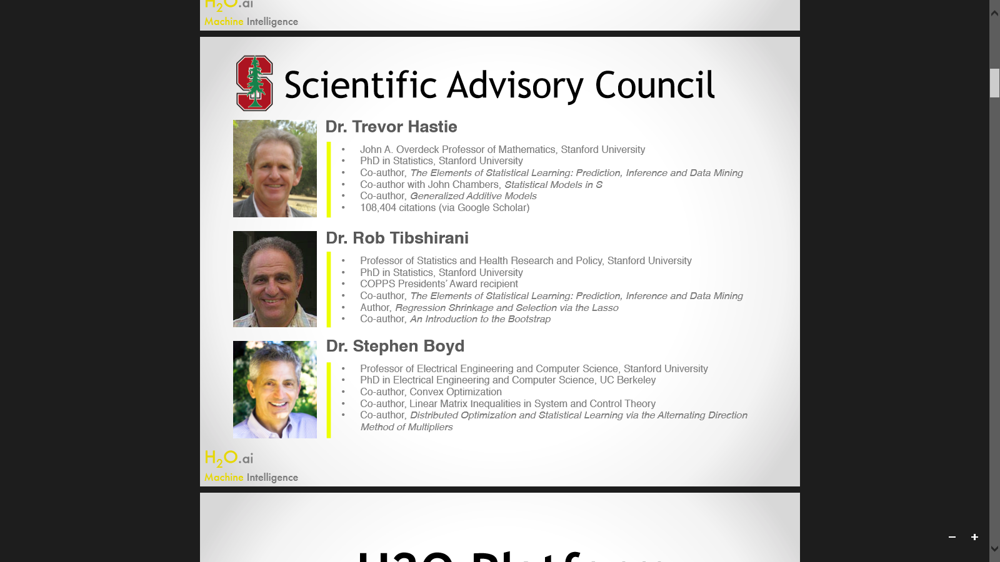 H2O.ai
Machine Intelligence
Scientific Advisory Council
Dr. Trevor Hastie
• John A. Overdeck Professor of Mathematics, Stanford University
• PhD in Statistics, Stanford University
• Co-author, The Elements of Statistical Learning: Prediction, Inference and Data Mining
• Co-author with John Chambers, Statistical Models in S
• Co-author, Generalized Additive Models
• 108,404 citations (via Google Scholar)
Dr. Rob Tibshirani
• Professor of Statistics and Health Research and Policy, Stanford University
• PhD in Statistics, Stanford University
• COPPS Presidents’ Award recipient
• Co-author, The Elements of Statistical Learning: Prediction, Inference and Data Mining
• Author, Regression Shrinkage and Selection via the Lasso
• Co-author, An Introduction to the Bootstrap
Dr. Stephen Boyd
• Professor of Electrical Engineering and Computer Science, Stanford University
• PhD in Electrical Engineering and Computer Science, UC Berkeley
• Co-author, Convex Optimization
• Co-author, Linear Matrix Inequalities in System and Control Theory
• Co-author, Distributed Optimization and Statistical Learning via the Alternating Direction
Method of Multipliers
H2O.ai
Machine Intelligence
H2O Platform